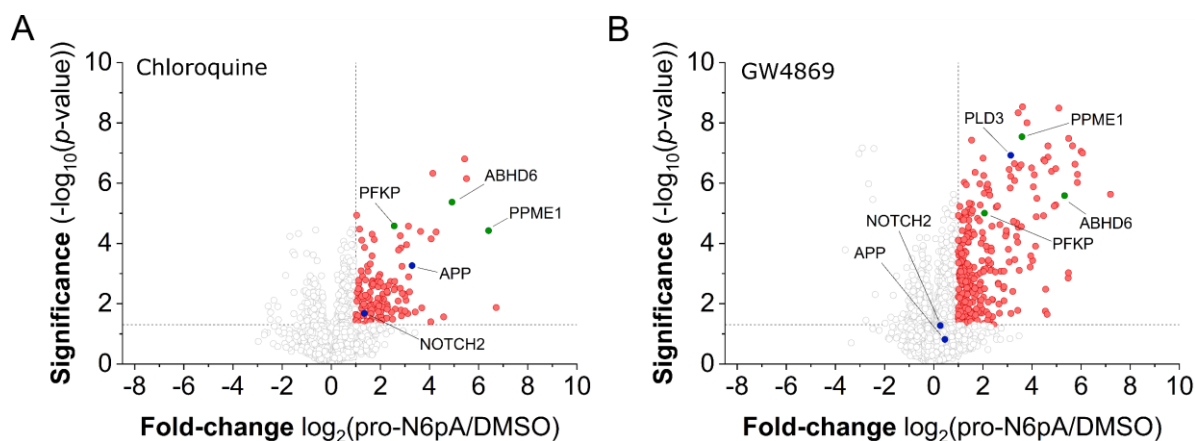 A
Chloroquine
Significance (-log10(p-value))
10
8
6
4
2
0
PFKP
ABHD6
PPME1
APP
NOTCH2
-8 -6 -4 -2 0 2 4 6 8 10
Fold-change log2(pro-N6pA/DMSO)
B
GW4869
Significance (-log10(p-value))
10
8
6
4
2
0
PLD3
PPME1
NOTCH2
APP
ABHD6
PFKP
-8 -6 -4 -2 0 2 4 6 8 10
Fold-change log2(pro-N6pA/DMSO)